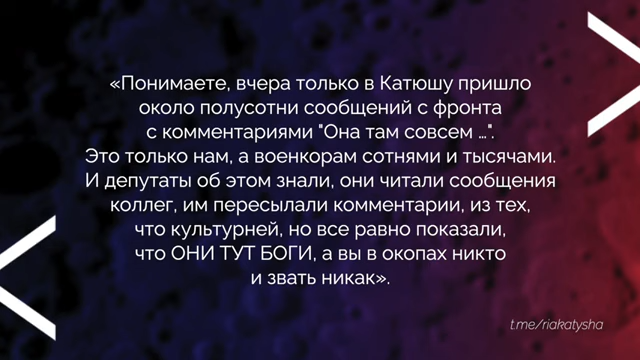 «Понимаете, вчера только в Катюшу пришло
около полусотни сообщений с фронта
с комментариями "Она там совсем …".
Это только нам, а военкорам сотнями и тысячами.
И депутаты об этом знали, они читали сообщения
коллег, им пересылали комментарии, из тех,
что культурней, но все равно показали,
что ОНИ ТУТ БОГИ, а вы в окопах никто
и звать никак».
t.me/riakatysha